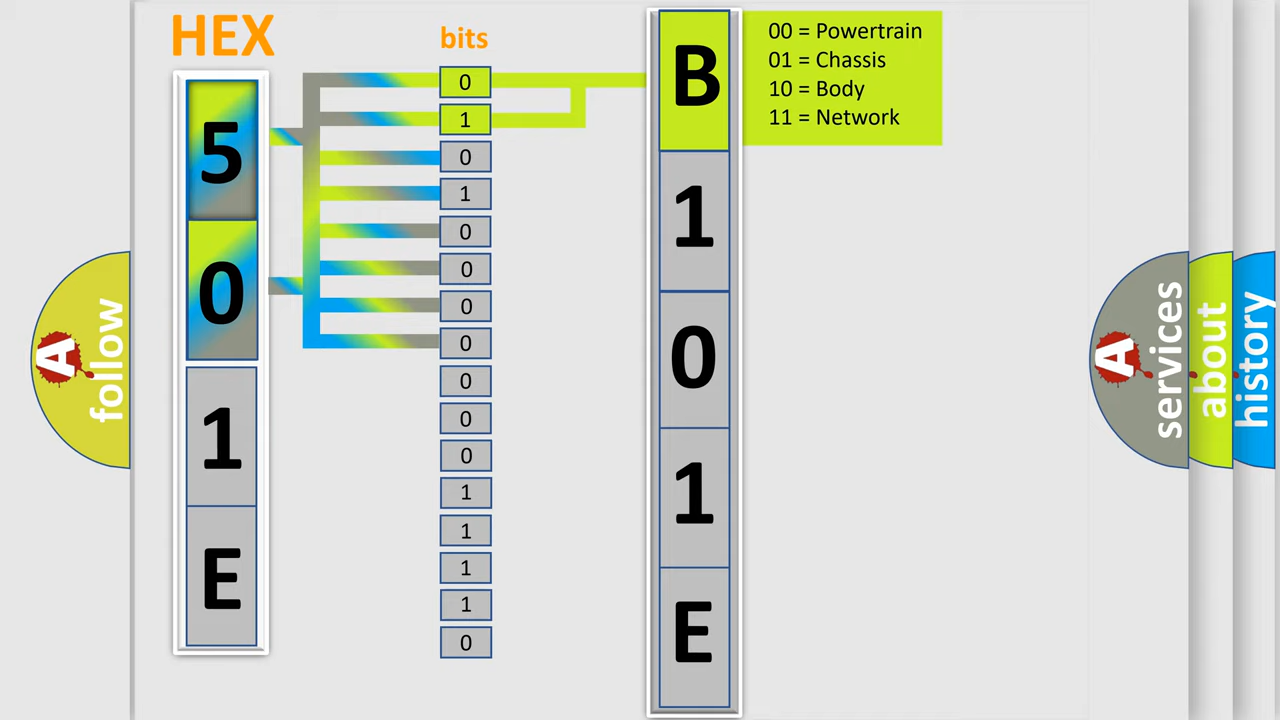 HEX
bits
5
0
1
E
0
1
0
1
0
0
0
0
0
0
0
1
1
1
1
0
B
1
0
1
E
00 = Powertrain
01 = Chassis
10 = Body
11 = Network
A
follow
A
services
about
history